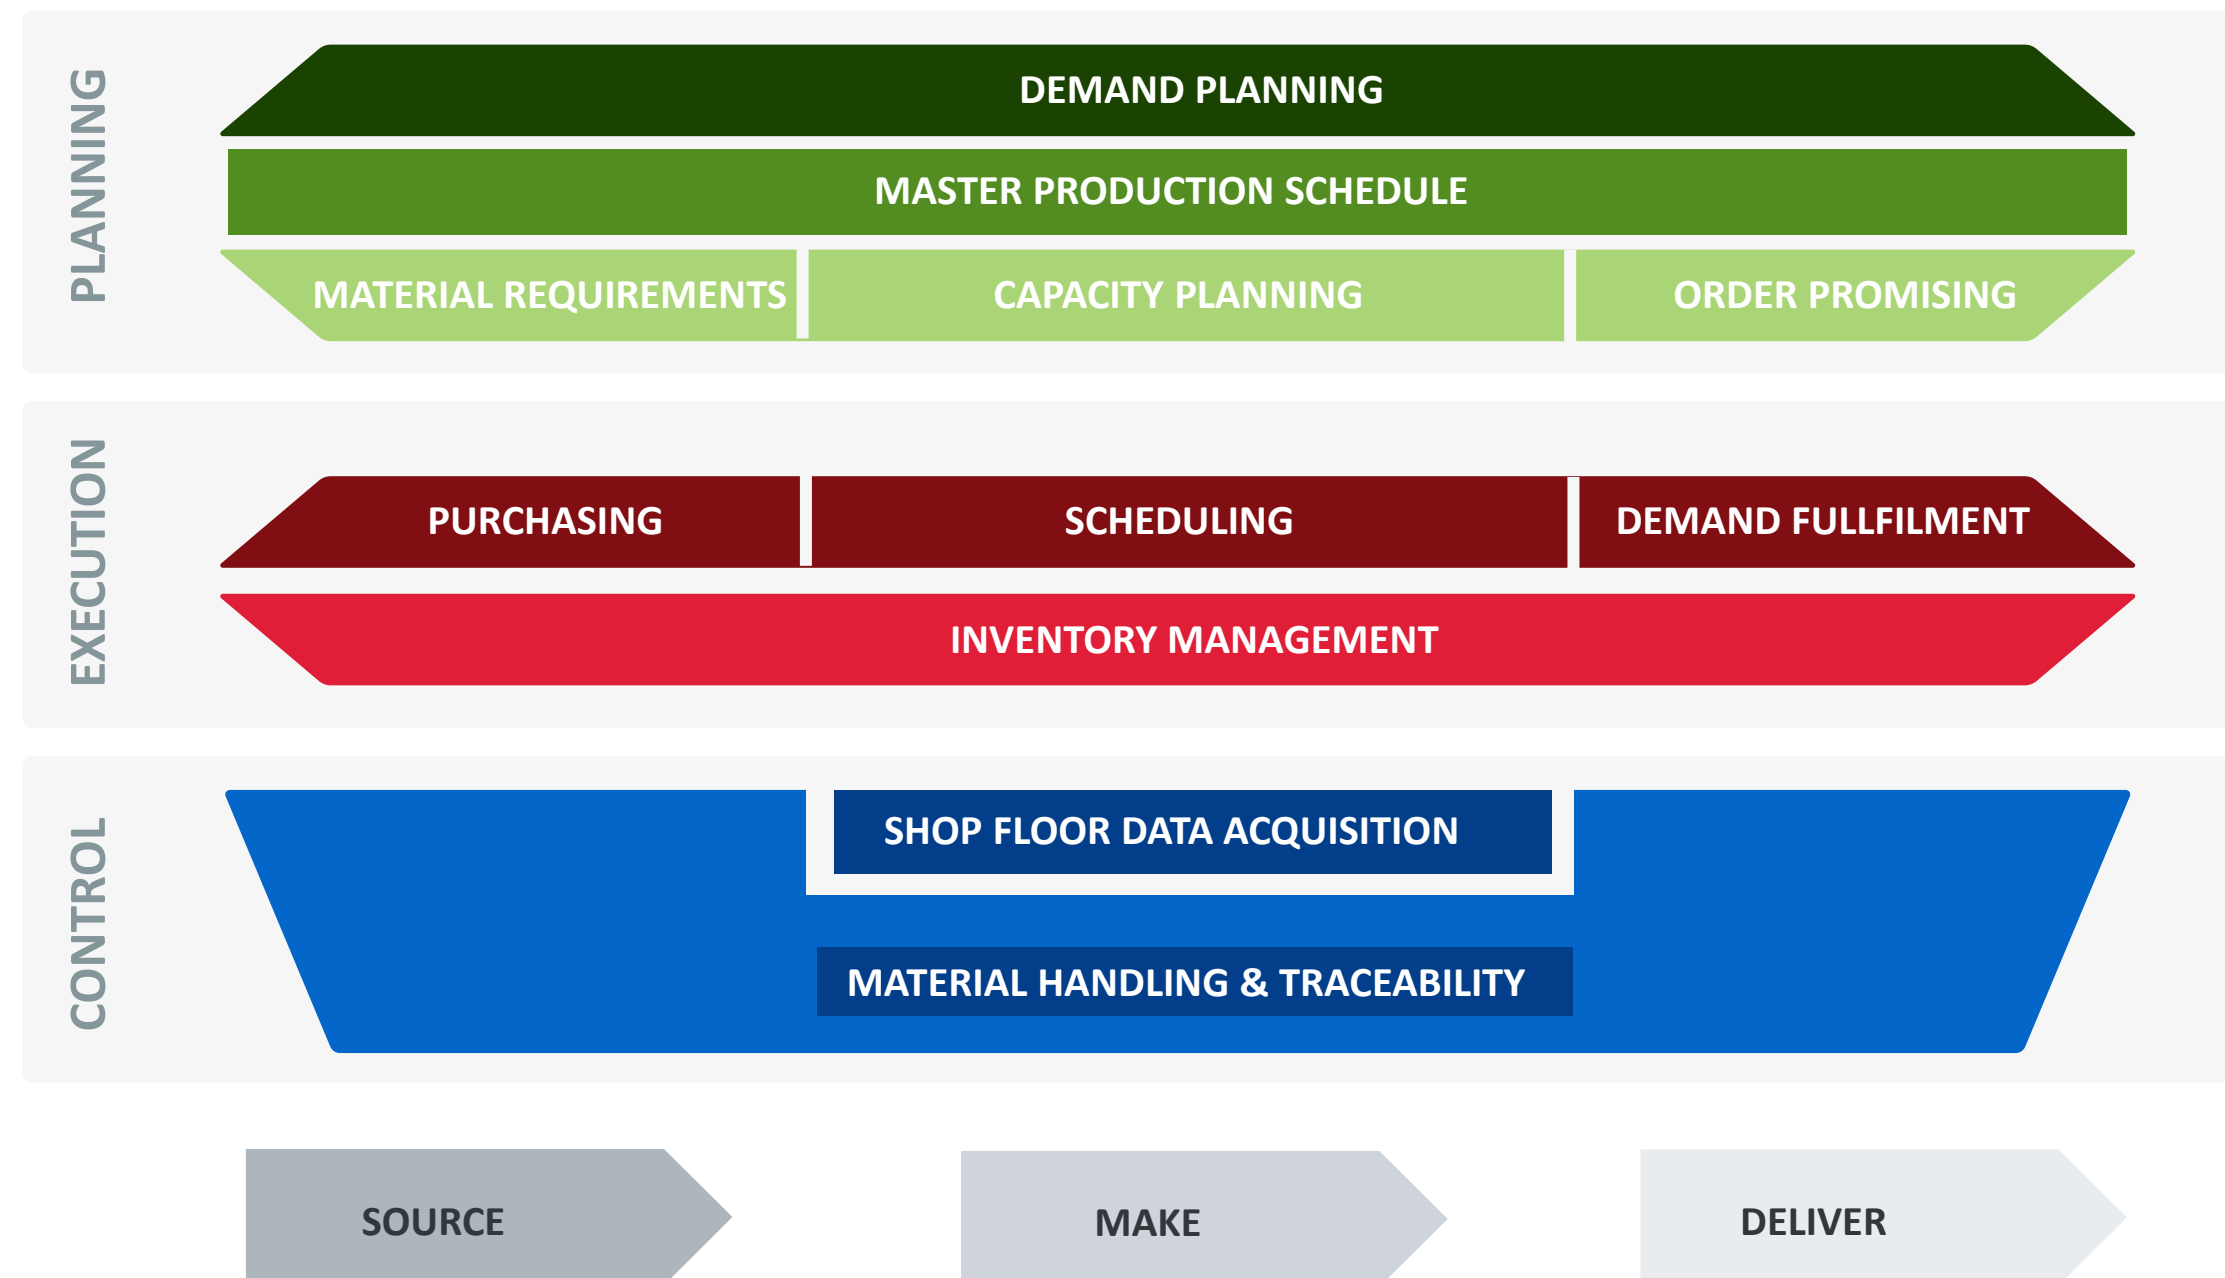 PLANNING
DEMAND PLANNING
MASTER PRODUCTION SCHEDULE
MATERIAL REQUIREMENTS
CAPACITY PLANNING
ORDER PROMISING
EXECUTION
PURCHASING
SCHEDULING
DEMAND FULLFILMENT
INVENTORY MANAGEMENT
CONTROL
SHOP FLOOR DATA ACQUISITION
MATERIAL HANDLING & TRACEABILITY
SOURCE
MAKE
DELIVER